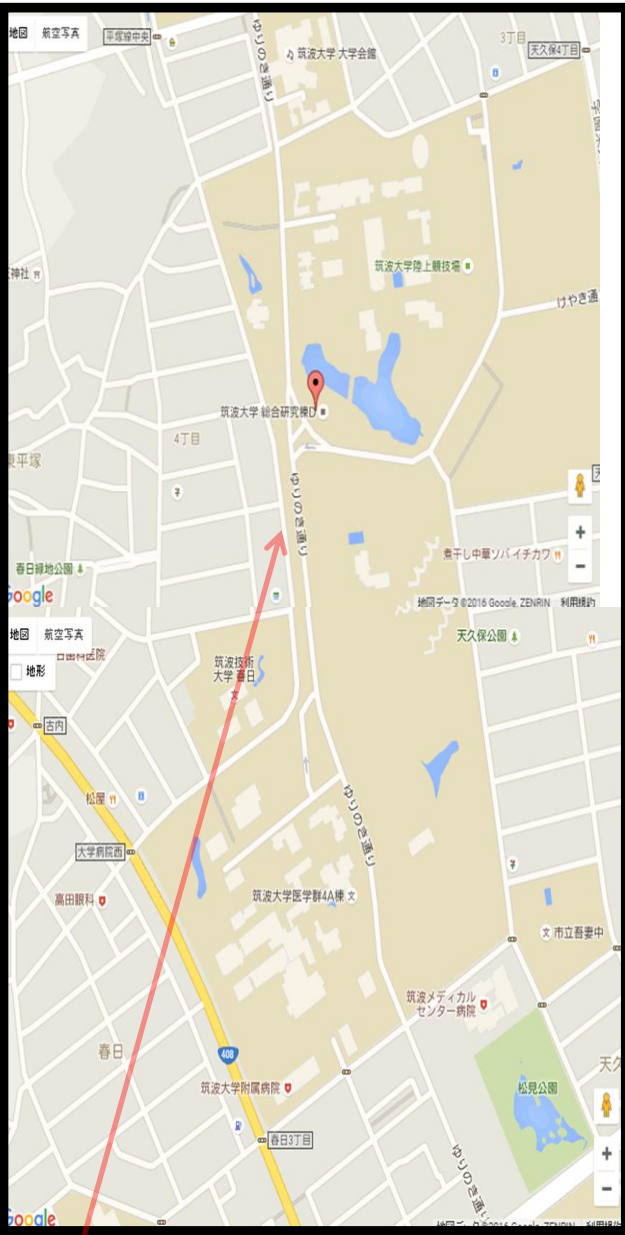 地図 航空写真
平塚線中央
ゆりのき通り
筑波大学 大学会館
3丁目
天久保4丁目
筑波大学陸上競技場
神社
けやき通
筑波大学 総合研究棟D
4丁目
東平塚
ゆりのき通り
煮干し中華ソバ イチカワ
春日緑地公園
Google
地図データ ©2016 Google, ZENRIN 利用規約
地図 航空写真
地形
歯科医院
筑波技術
大学 春日
天久保公園
古内
松屋
ゆりのき通り
大学病院西
高田眼科
筑波大学医学群4A棟
市立吾妻中
筑波メディカル
センター病院
春日
408
天久
筑波大学附属病院
松見公園
春日3丁目
ゆりのき通り
Google